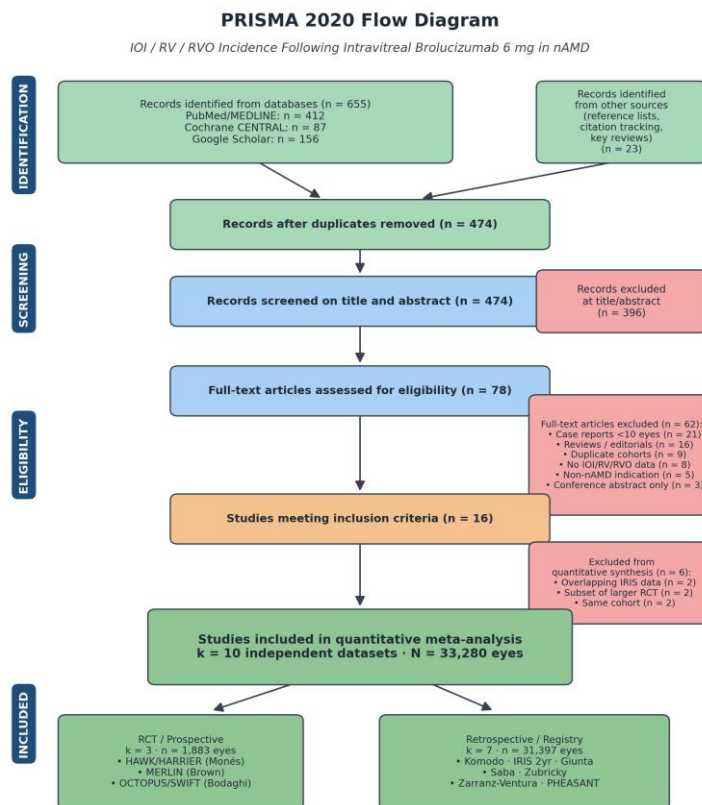 PRISMA 2020 Flow Diagram
IOI / RV / RVO Incidence Following Intravitreal Brolucizumab 6 mg in nAMD
IDENTIFICATION
Records identified from databases (n = 655)
PubMed/MEDLINE: n = 412
Cochrane CENTRAL: n = 87
Google Scholar: n = 156
Records identified
from other sources
(reference lists,
citation tracking,
key reviews)
(n = 23)
Records after duplicates removed (n = 474)
SCREENING
Records screened on title and abstract (n = 474)
Records excluded
at title/abstract
(n = 396)
Full-text articles assessed for eligibility (n = 78)
ELIGIBILITY
Full-text articles excluded (n = 62):
• Case reports <10 eyes (n = 21)
• Reviews / editorials (n = 16)
• Duplicate cohorts (n = 9)
• No IOI/RV/RVO data (n = 8)
• Non-nAMD indication (n = 5)
• Conference abstract only (n = 3)
Studies meeting inclusion criteria (n = 16)
Excluded from
quantitative synthesis (n = 6):
• Overlapping IRIS data (n = 2)
• Subset of larger RCT (n = 2)
• Same cohort (n = 2)
Studies included in quantitative meta-analysis
k = 10 independent datasets · N = 33,280 eyes
INCLUDED
RCT / Prospective
k = 3 · n = 1,883 eyes
• HAWK/HARRIER (Monés)
• MERLIN (Brown)
• OCTOPUS/SWIFT (Bodaghi)
Retrospective / Registry
k = 7 · n = 31,397 eyes
• Komodo · IRIS 2yr · Giunta
• Saba · Zubricky
• Zarranz-Ventura · PHEASANT